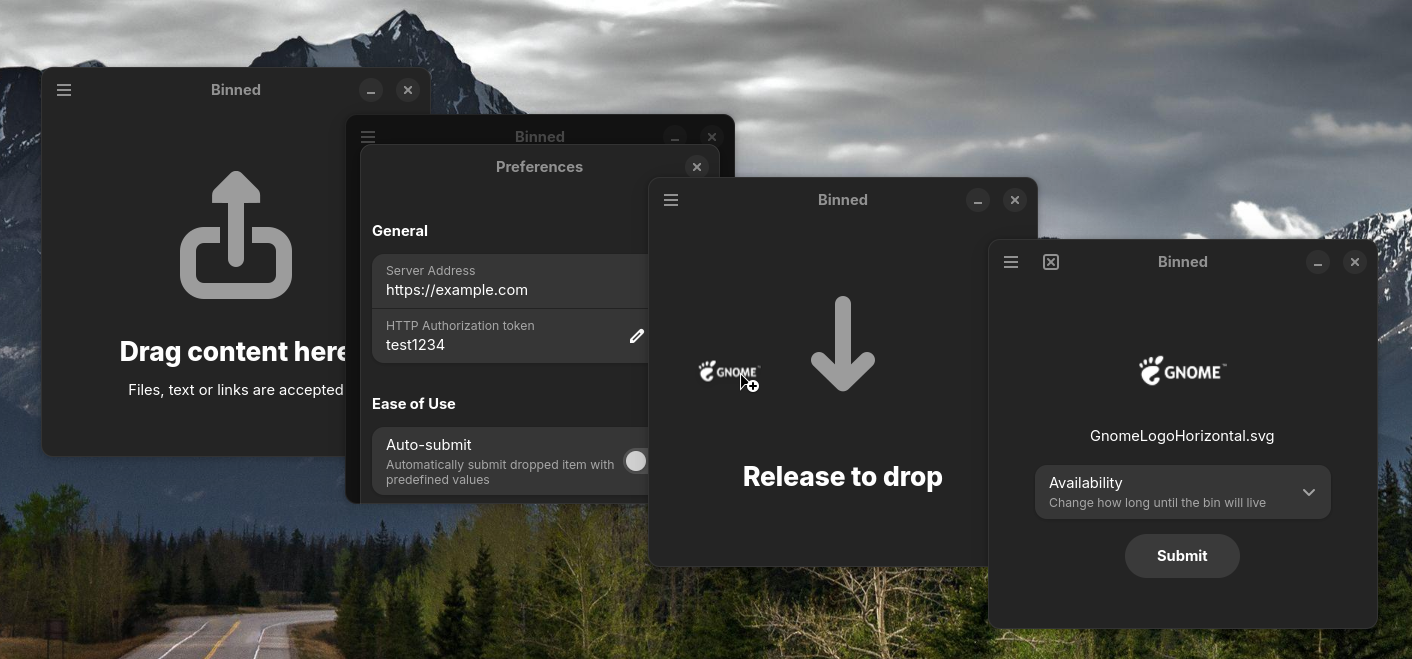 Binned
Drag content here
Files, text or links are accepted
Binned
Preferences
General
Server Address
https://example.com
HTTP Authorization token
test1234
Ease of Use
Auto-submit
Automatically submit dropped item with
predefined values
Binned
GNOME
Release to drop
Binned
GNOME
GnomeLogoHorizontal.svg
Availability
Change how long until the bin will live
Submit